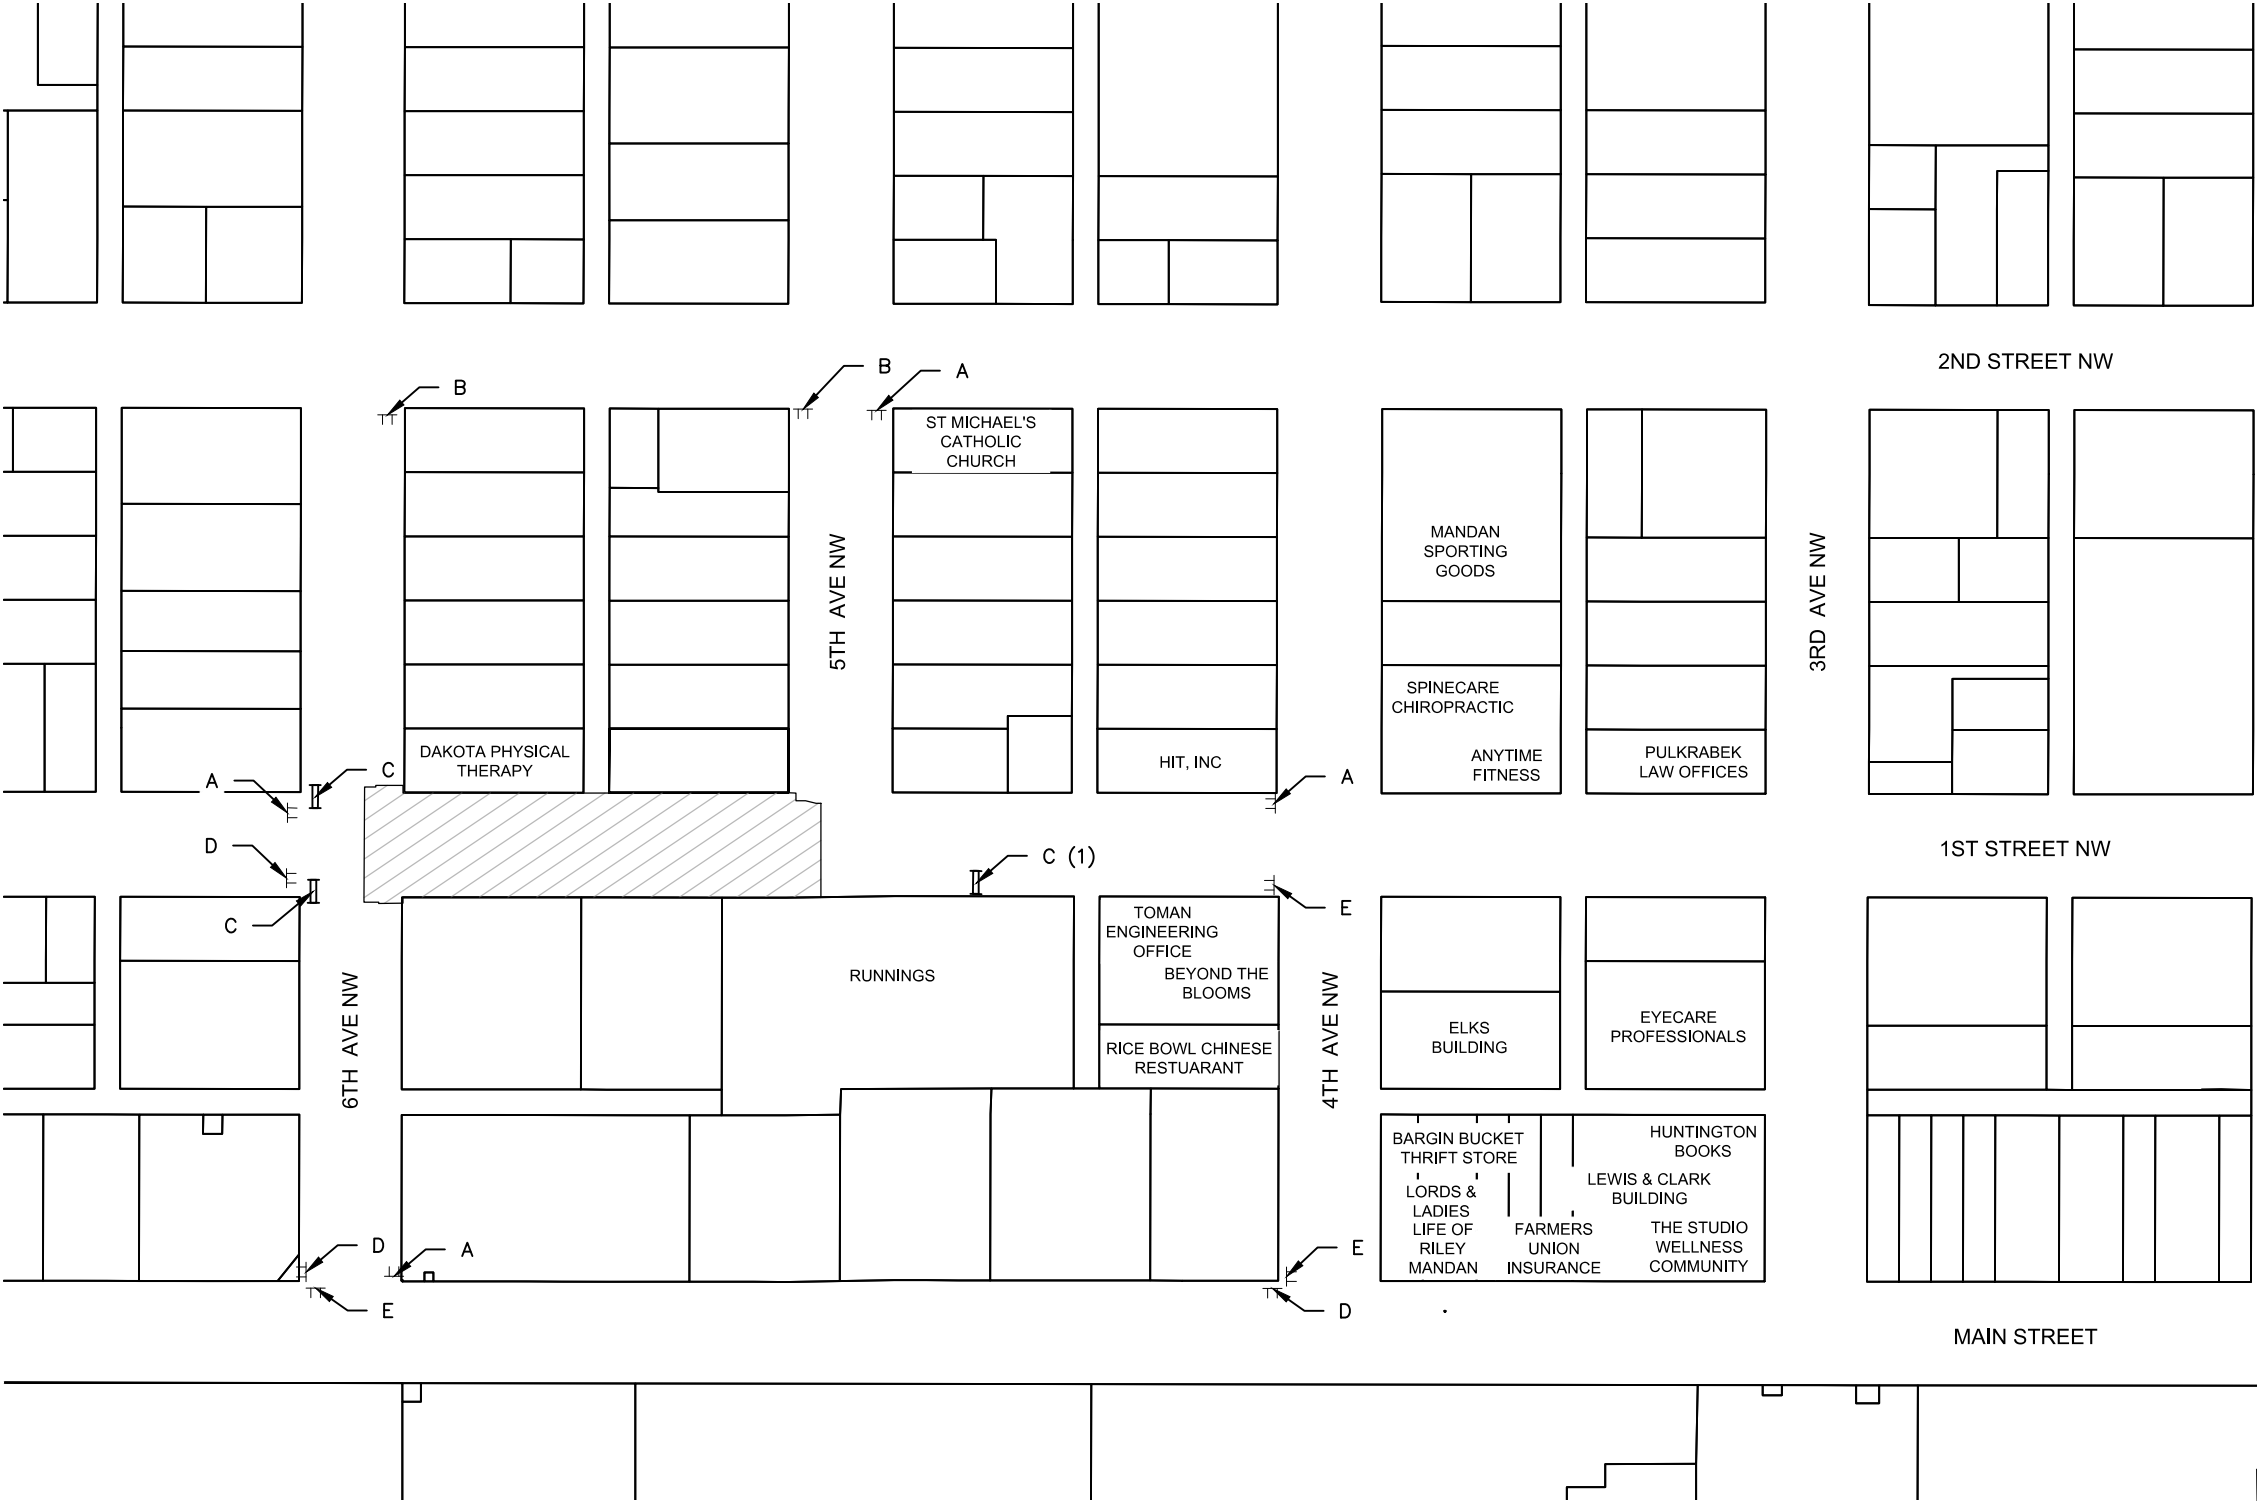 2ND STREET NW
B
B
A
ST MICHAEL'S
CATHOLIC
CHURCH
5TH AVE NW
MANDAN
SPORTING
GOODS
3RD AVE NW
SPINECARE
CHIROPRACTIC
DAKOTA PHYSICAL
THERAPY
HIT, INC
ANYTIME
FITNESS
PULKRABEK
LAW OFFICES
A
C
A
D
C (1)
1ST STREET NW
C
E
TOMAN
ENGINEERING
OFFICE
BEYOND THE
BLOOMS
RUNNINGS
6TH AVE NW
4TH AVE NW
RICE BOWL CHINESE
RESTUARANT
ELKS
BUILDING
EYECARE
PROFESSIONALS
BARGIN BUCKET
THRIFT STORE
HUNTINGTON
BOOKS
LORDS &
LADIES
LIFE OF
RILEY
MANDAN
LEWIS & CLARK
BUILDING
FARMERS
UNION
INSURANCE
THE STUDIO
WELLNESS
COMMUNITY
D
A
E
E
D
MAIN STREET